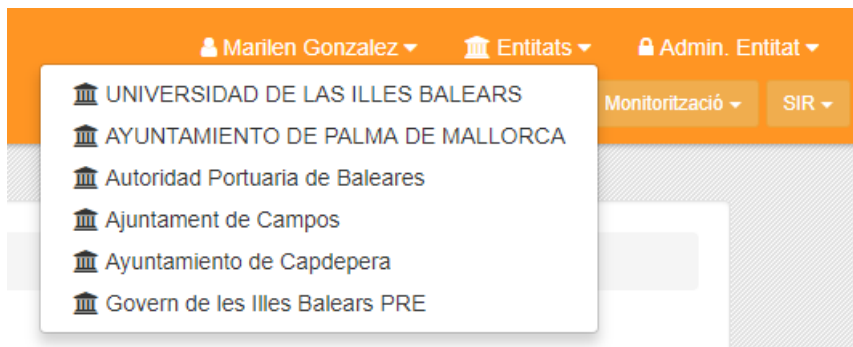 Marilen Gonzalez Entitats Admin. Entitat
UNIVERSIDAD DE LAS ILLES BALEARS
Monitorització SIR
AYUNTAMIENTO DE PALMA DE MALLORCA
Autoridad Portuaria de Baleares
Ajuntament de Campos
Ayuntamiento de Capdepera
Govern de les Illes Balears PRE